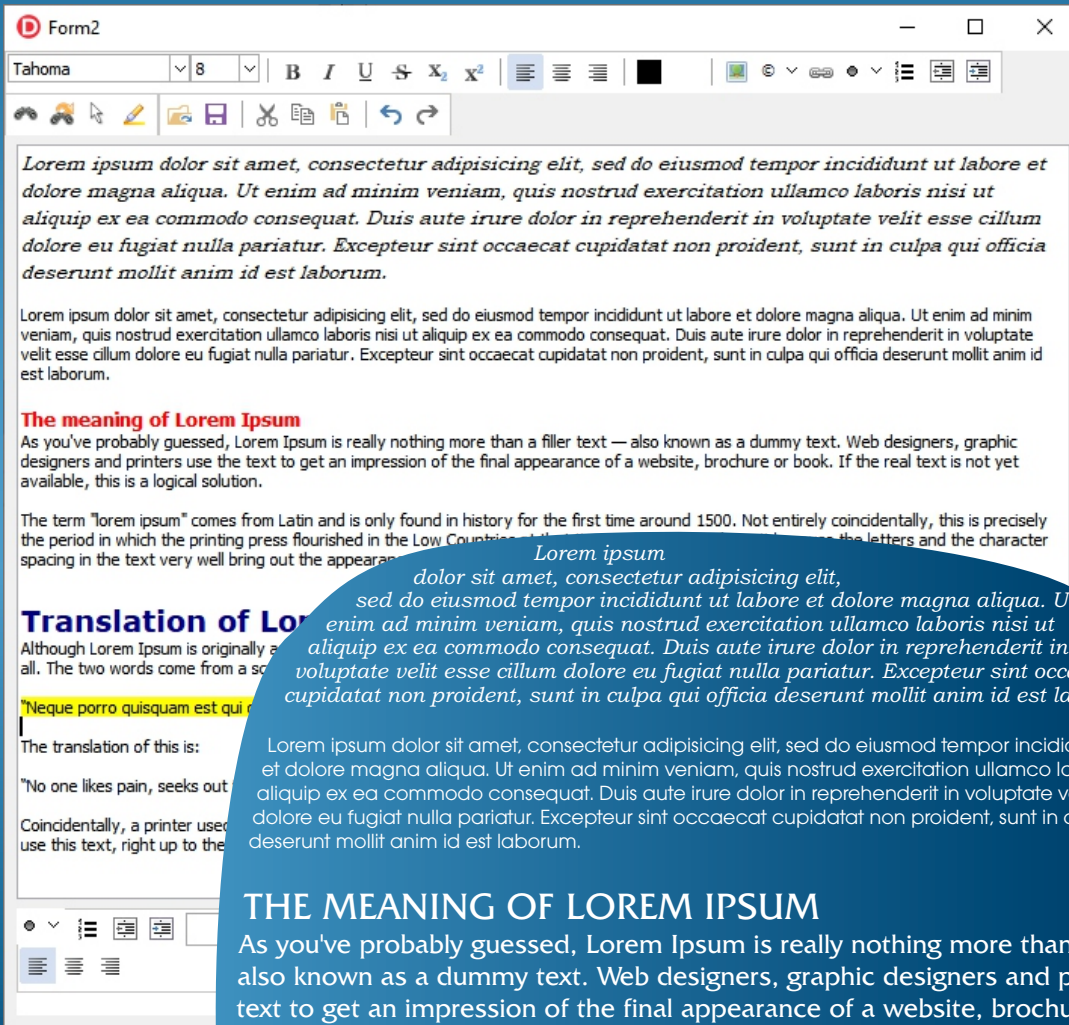 Form2
Tahoma 8 B I U S X₂ X²
Lorem ipsum dolor sit amet, consectetur adipisicing elit, sed do eiusmod tempor incididunt ut labore et
dolore magna aliqua. Ut enim ad minim veniam, quis nostrud exercitation ullamco laboris nisi ut
aliquip ex ea commodo consequat. Duis aute irure dolor in reprehenderit in voluptate velit esse cillum
dolore eu fugiat nulla pariatur. Excepteur sint occaecat cupidatat non proident, sunt in culpa qui officia
deserunt mollit anim id est laborum.
Lorem ipsum dolor sit amet, consectetur adipisicing elit, sed do eiusmod tempor incididunt ut labore et dolore magna aliqua. Ut enim ad minim
veniam, quis nostrud exercitation ullamco laboris nisi ut aliquip ex ea commodo consequat. Duis aute irure dolor in reprehenderit in voluptate
velit esse cillum dolore eu fugiat nulla pariatur. Excepteur sint occaecat cupidatat non proident, sunt in culpa qui officia deserunt mollit anim id
est laborum.
The meaning of Lorem Ipsum
As you've probably guessed, Lorem Ipsum is really nothing more than a filler text — also known as a dummy text. Web designers, graphic
designers and printers use the text to get an impression of the final appearance of a website, brochure or book. If the real text is not yet
available, this is a logical solution.
The term "lorem ipsum" comes from Latin and is only found in history for the first time around 1500. Not entirely coincidentally, this is precisely
the period in which the printing press flourished in the Low Countries the letters and the character
spacing in the text very well bring out the appearan
Translation of Lor
Although Lorem Ipsum is originally a
all. The two words come from a sc
"Neque porro quisquam est qui
The translation of this is:
"No one likes pain, seeks out
Coincidentally, a printer used
use this text, right up to the
Lorem ipsum
dolor sit amet, consectetur adipisicing elit,
sed do eiusmod tempor incididunt ut labore et dolore magna aliqua. U
enim ad minim veniam, quis nostrud exercitation ullamco laboris nisi ut
aliquip ex ea commodo consequat. Duis aute irure dolor in reprehenderit in
voluptate velit esse cillum dolore eu fugiat nulla pariatur. Excepteur sint occa
cupidatat non proident, sunt in culpa qui officia deserunt mollit anim id est la
Lorem ipsum dolor sit amet, consectetur adipisicing elit, sed do eiusmod tempor incidid
et dolore magna aliqua. Ut enim ad minim veniam, quis nostrud exercitation ullamco la
aliquip ex ea commodo consequat. Duis aute irure dolor in reprehenderit in voluptate v
dolore eu fugiat nulla pariatur. Excepteur sint occaecat cupidatat non proident, sunt in
deserunt mollit anim id est laborum.
THE MEANING OF LOREM IPSUM
As you've probably guessed, Lorem Ipsum is really nothing more than
also known as a dummy text. Web designers, graphic designers and p
text to get an impression of the final appearance of a website, brochu